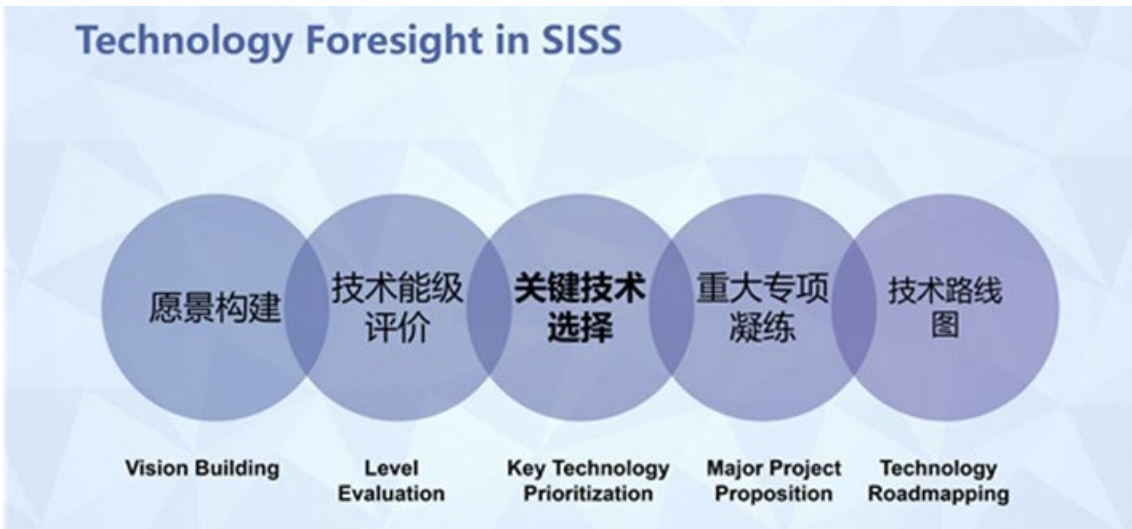 Technology Foresight in SISS
愿景构建
技术能级
评价
关键技术
选择
重大专项
凝练
技术路线
图
Vision Building
Level
Evaluation
Key Technology
Prioritization
Major Project
Proposition
Technology
Roadmapping